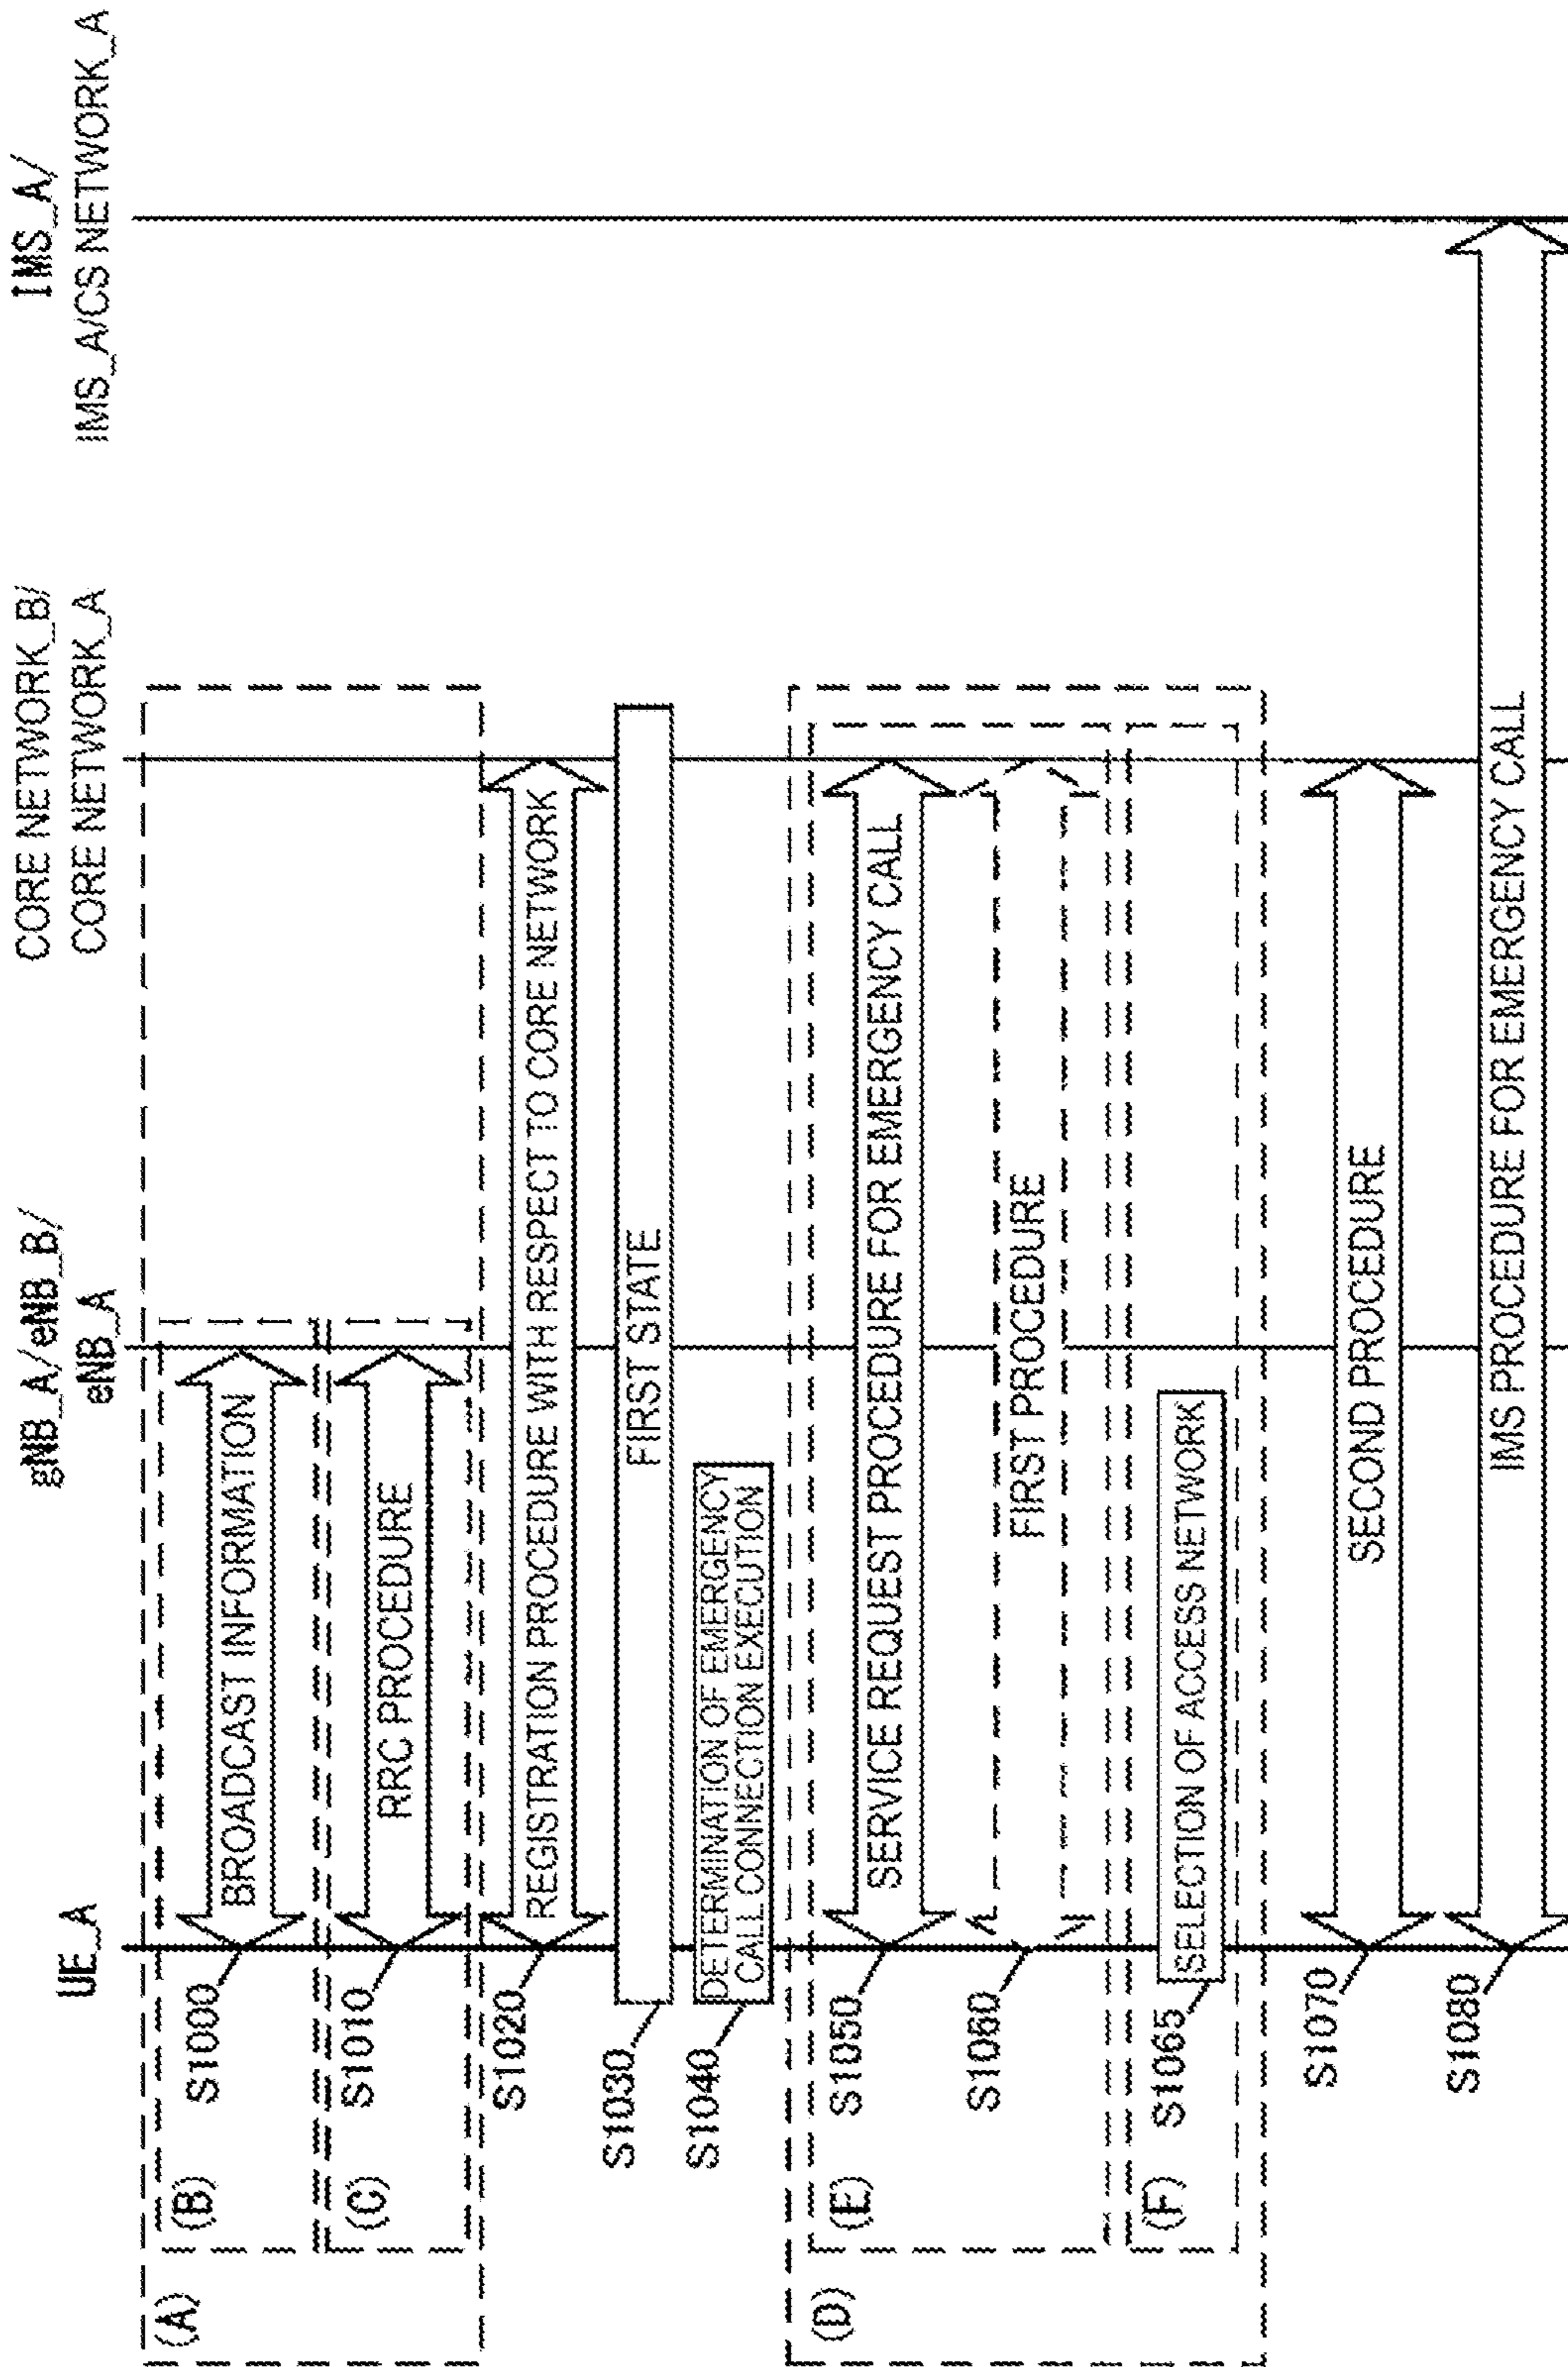 UE_A
gNB_A/eNB_B/
eNB_A
CORE NETWORK_B/
CORE NETWORK_A
IMS_A/
IMS_A/CS NETWORK_A
(A)
(B)
S1000
BROADCAST INFORMATION
(C)
S1010
RRC PROCEDURE
S1020
REGISTRATION PROCEDURE WITH RESPECT TO CORE NETWORK
S1030
FIRST STATE
S1040
DETERMINATION OF EMERGENCY
CALL CONNECTION EXECUTION
(D)
(E)
S1050
SERVICE REQUEST PROCEDURE FOR EMERGENCY CALL
S1060
FIRST PROCEDURE
(F)
S1065
SELECTION OF ACCESS NETWORK
S1070
SECOND PROCEDURE
S1080
IMS PROCEDURE FOR EMERGENCY CALL